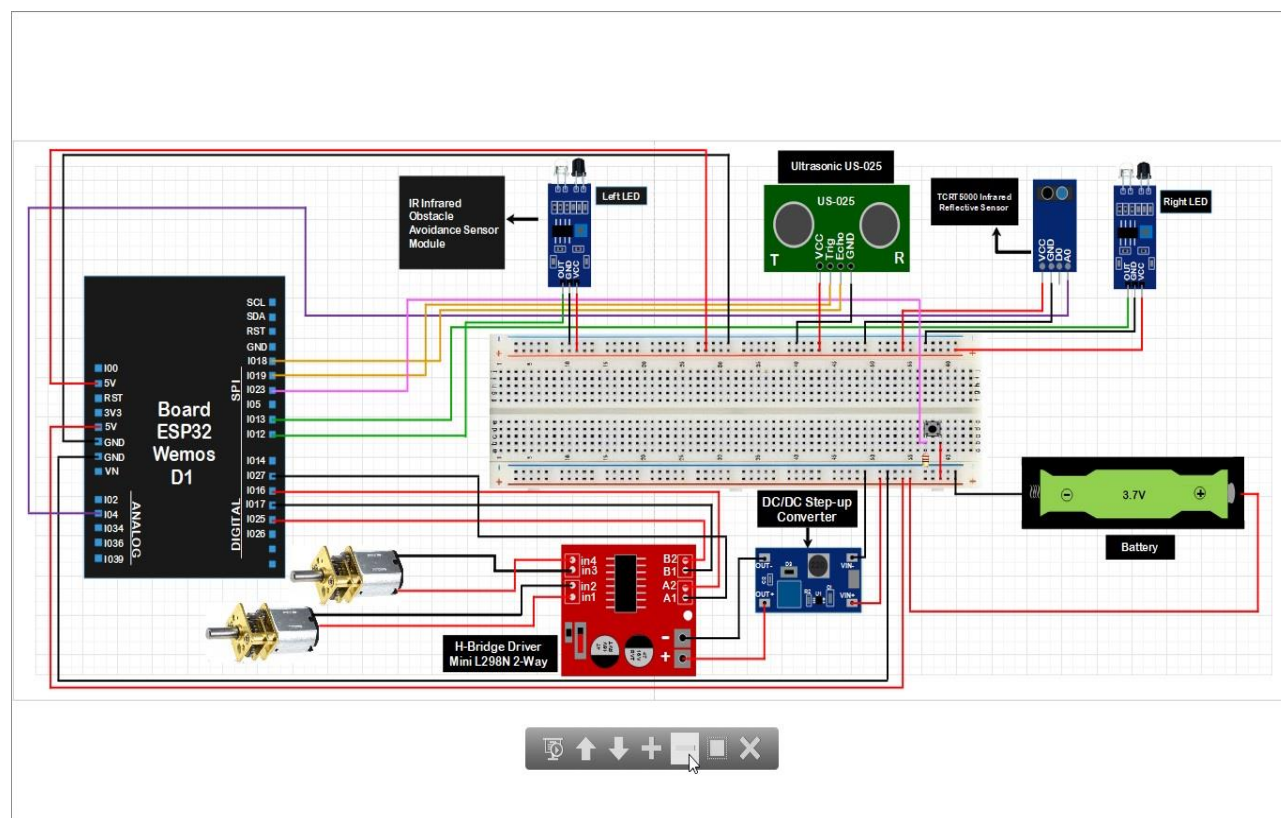 IR Infrared
Obstacle
Avoidance Sensor
Module
Left LED
OUT
GND
VCC
Ultrasonic US-025
US-025
VCC
Trig
Echo
GND
T
R
TCRT5000 Infrared
Reflective Sensor
VCC
GND
D0
A0
Right LED
OUT
GND
VCC
Board
ESP32
Wemos
D1
IO0
5V
RST
3V3
5V
GND
GND
VN
ANALOG
IO2
IO4
IO34
IO36
IO39
SCL
SDA
RST
GND
SPI
IO18
IO19
IO23
IO5
IO13
IO12
DIGITAL
IO14
IO27
IO16
IO17
IO25
IO26
DC/DC Step-up
Converter
OUT-
OUT+
VIN-
VIN+
D3
U1
3.7V
Battery
in4
in3
in2
in1
B2
B1
A2
A1
-
+
H-Bridge Driver
Mini L298N 2-Way